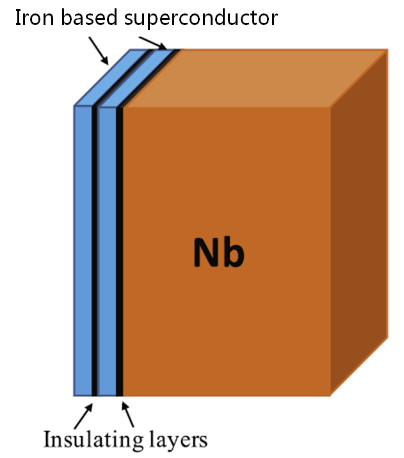 Iron based superconductor
Nb
Insulating layers